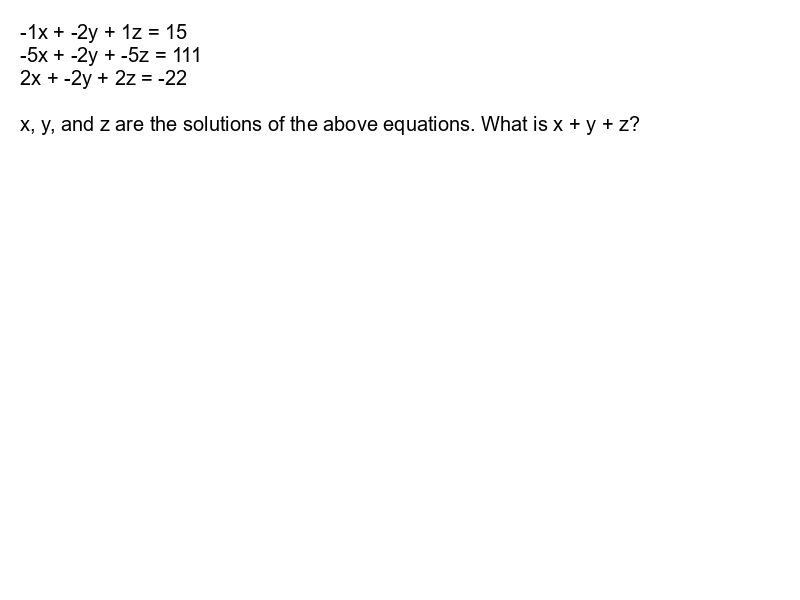 -1x + -2y + 1z = 15
-5x + -2y + -5z = 111
2x + -2y + 2z = -22
x, y, and z are the solutions of the above equations. What is x + y + z?